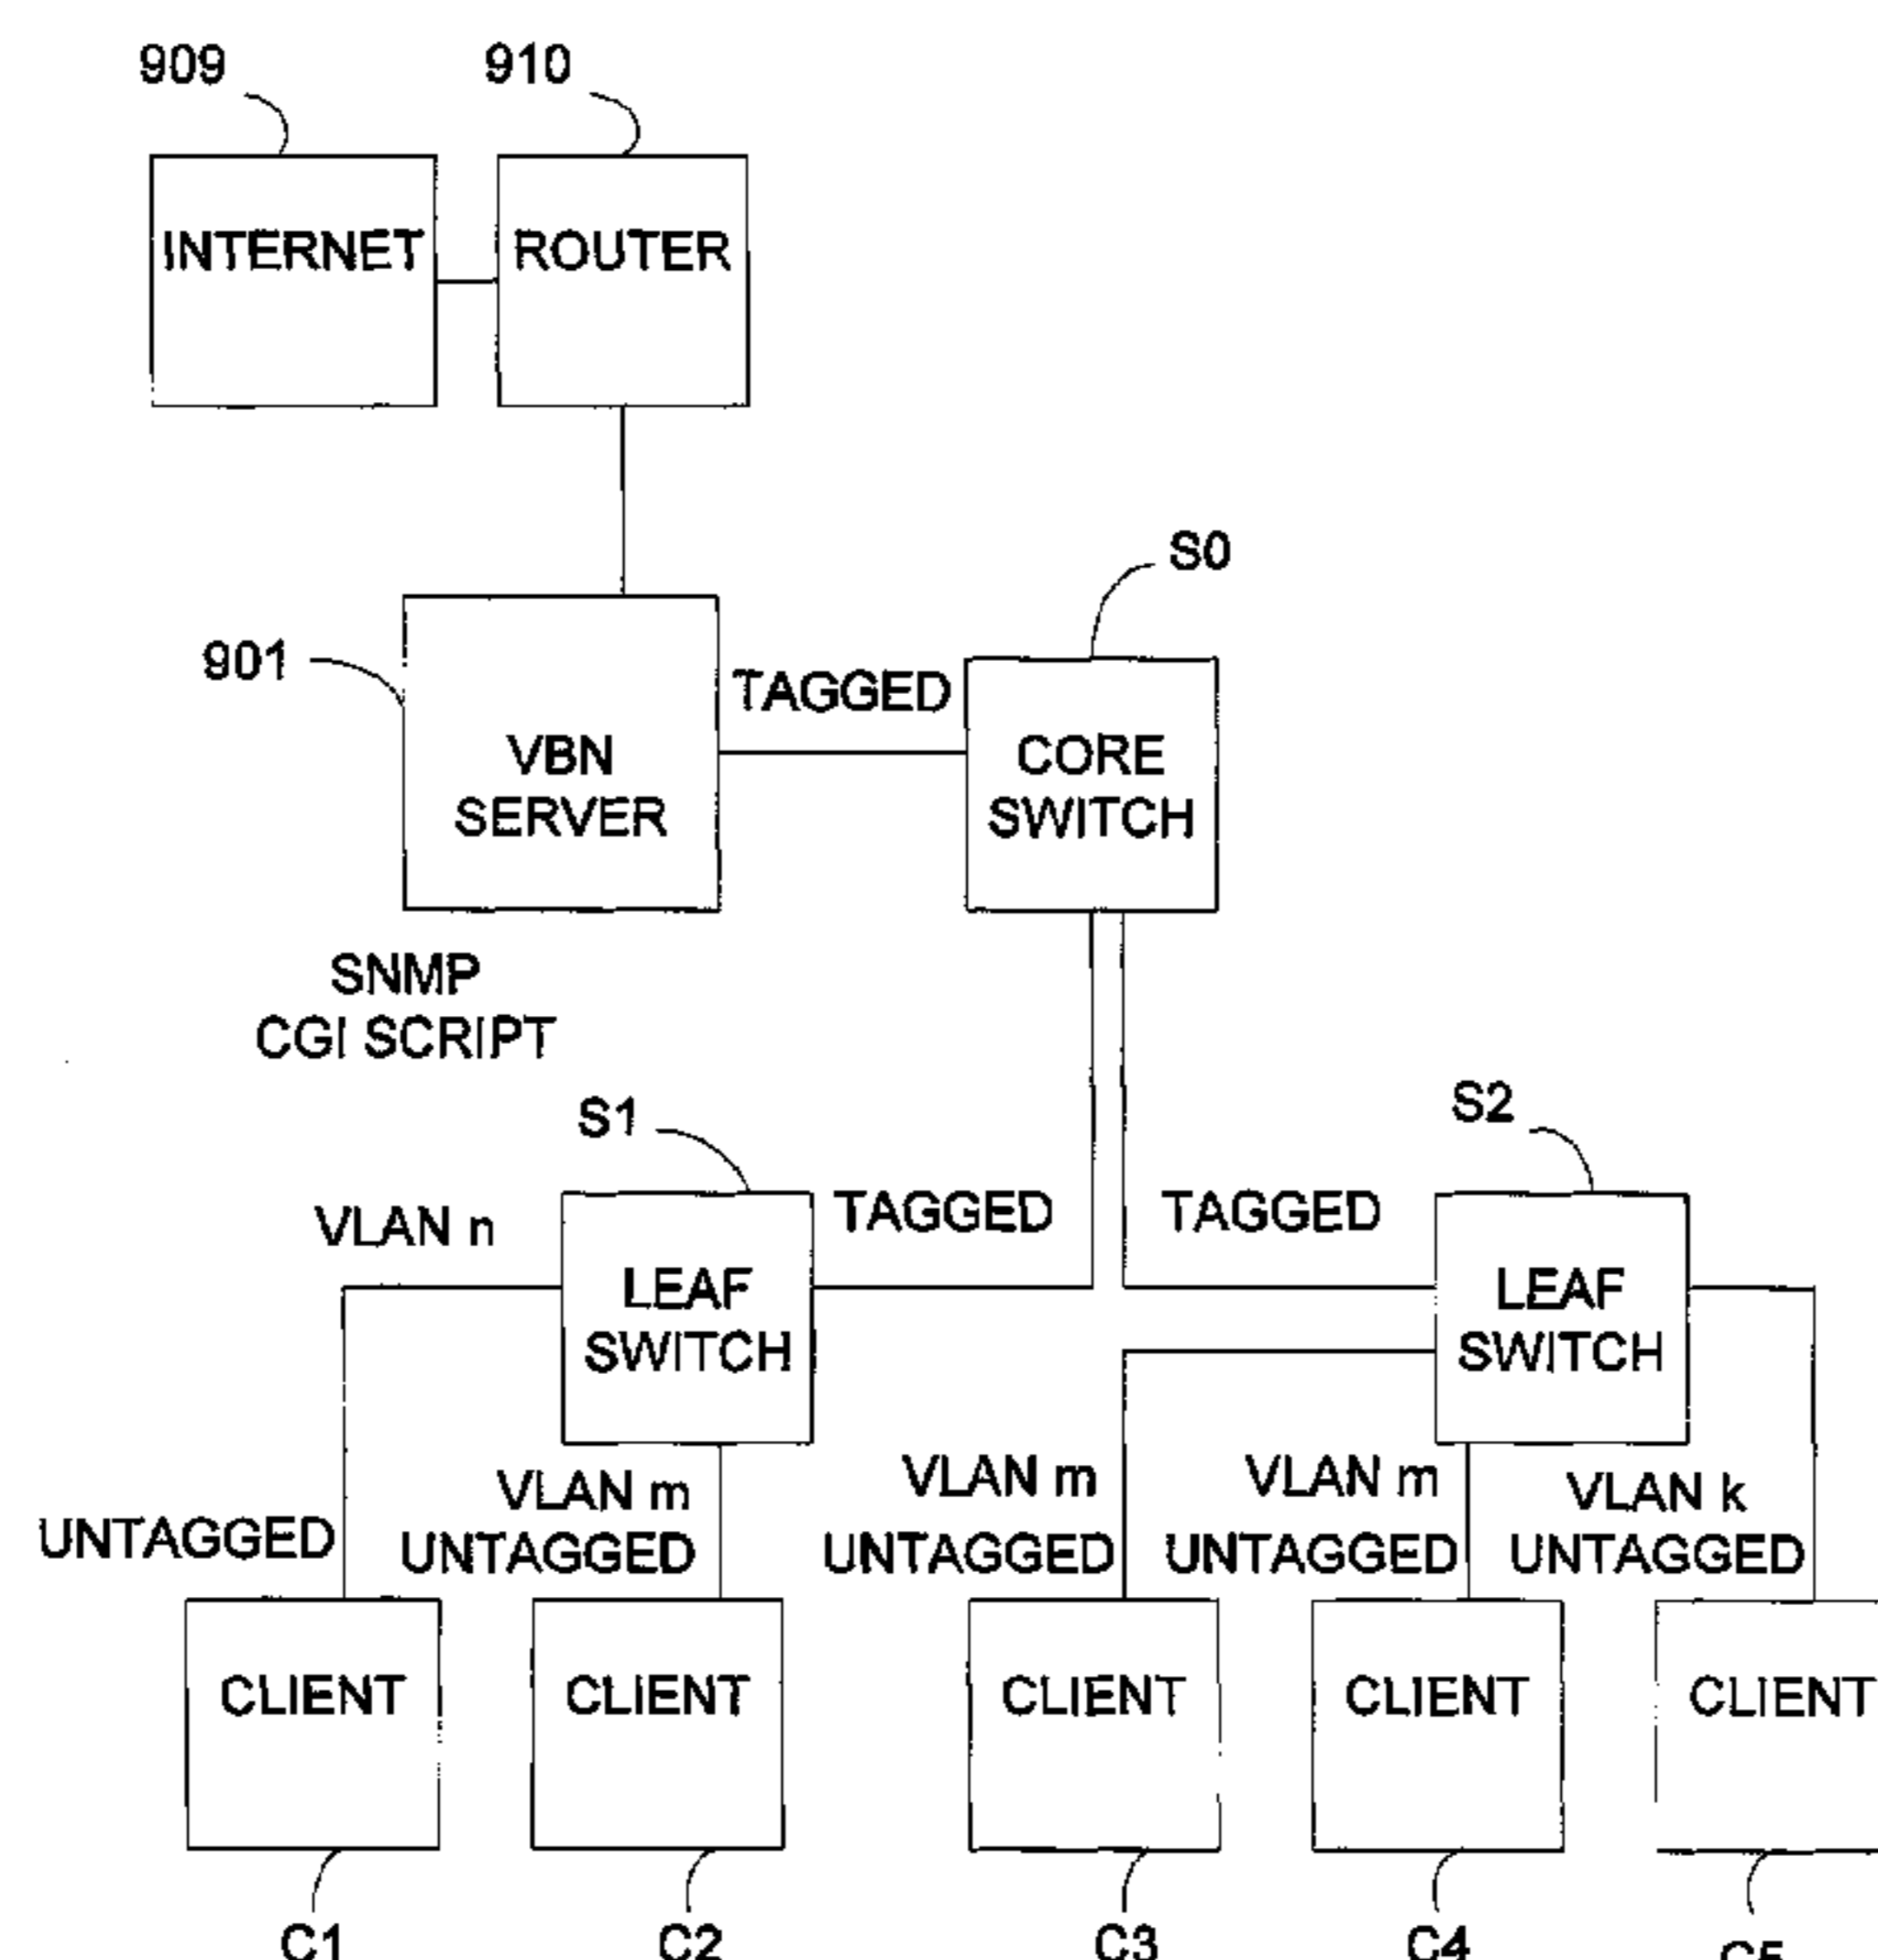 909
910
INTERNET
ROUTER
S0
901
TAGGED
VBN
SERVER
CORE
SWITCH
SNMP
CGI SCRIPT
S1
S2
VLAN n
TAGGED
TAGGED
LEAF
SWITCH
LEAF
SWITCH
VLAN m
VLAN m
VLAN m
VLAN k
UNTAGGED
UNTAGGED
UNTAGGED
UNTAGGED
UNTAGGED
CLIENT
CLIENT
CLIENT
CLIENT
CLIENT
C1
C2
C3
C4
C5